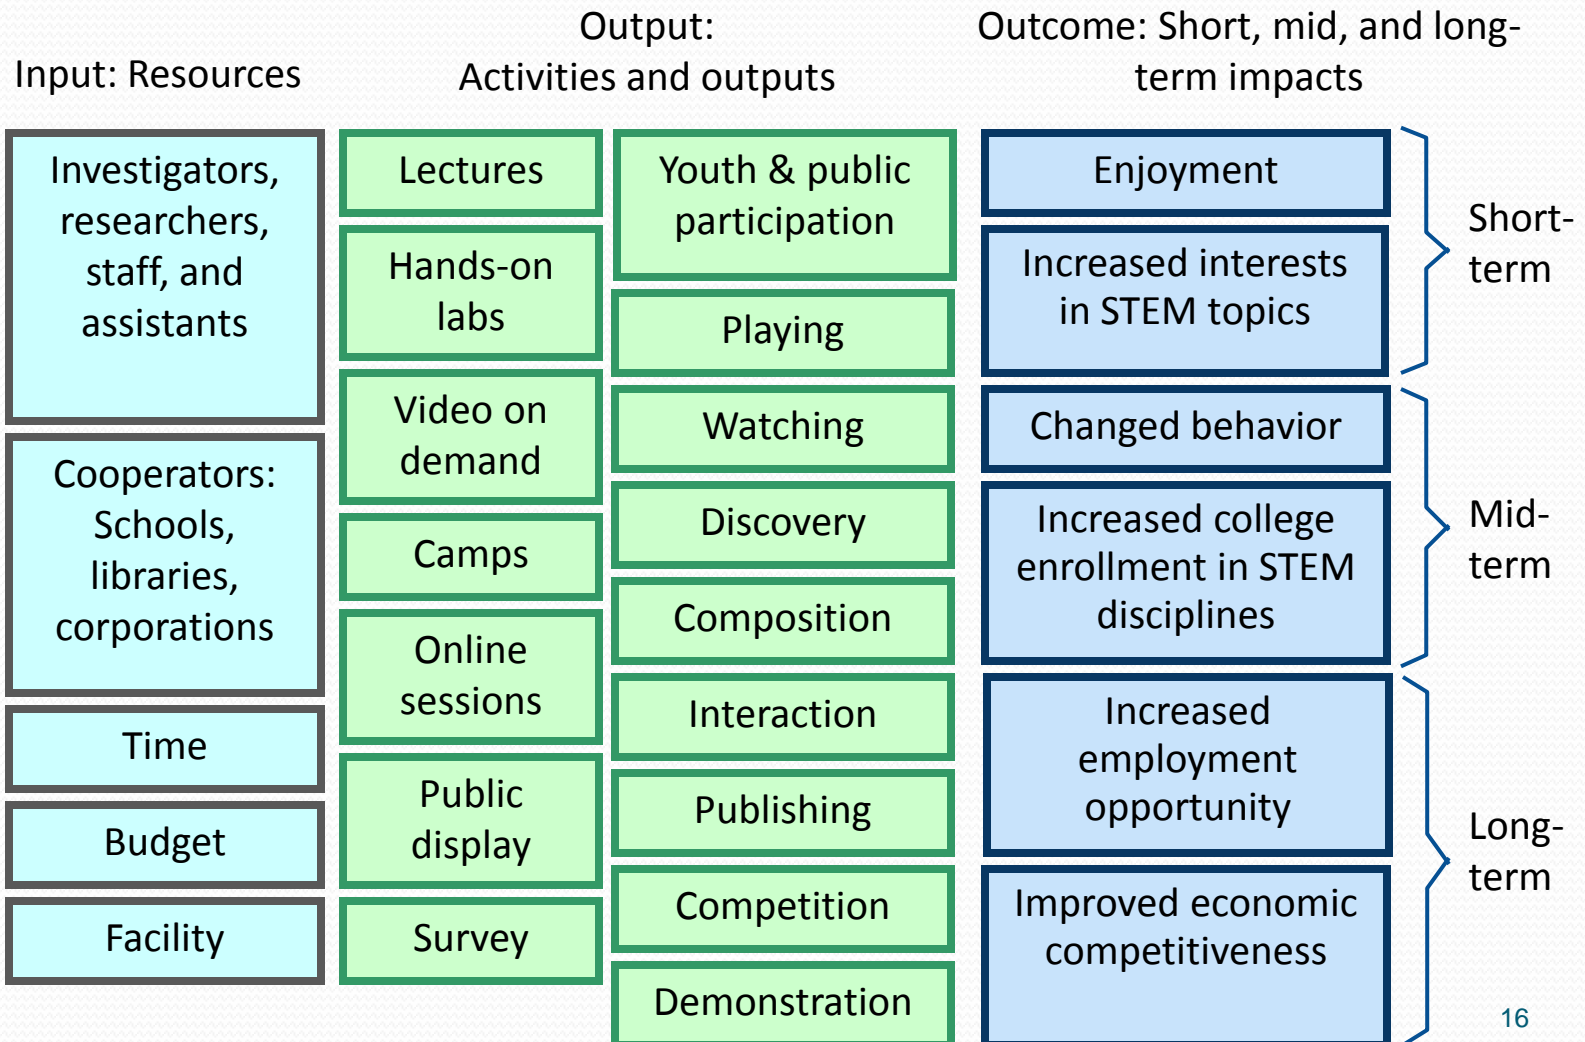 Input: Resources
Output:
Activities and outputs
Outcome: Short, mid, and long-
term impacts
Investigators,
researchers,
staff, and
assistants
Cooperators:
Schools,
libraries,
corporations
Time
Budget
Facility
Lectures
Hands-on
labs
Video on
demand
Camps
Online
sessions
Public
display
Survey
Youth & public
participation
Playing
Watching
Discovery
Composition
Interaction
Publishing
Competition
Demonstration
Enjoyment
Increased interests
in STEM topics
Changed behavior
Increased college
enrollment in STEM
disciplines
Increased
employment
opportunity
Improved economic
competitiveness
Short-
term
Mid-
term
Long-
term
16